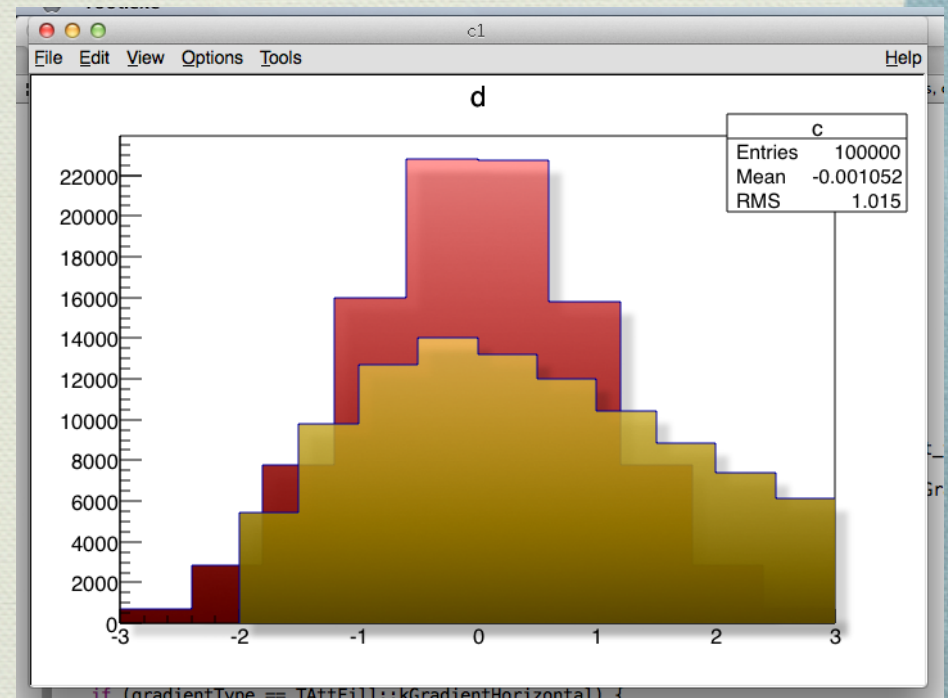 c1
File Edit View Options Tools Help
d
c
Entries 100000
Mean -0.001052
RMS 1.015
22000
20000
18000
16000
14000
12000
10000
8000
6000
4000
2000
0
-3 -2 -1 0 1 2 3
if (gradientType == TAttFill::kGradientHorizontal) {